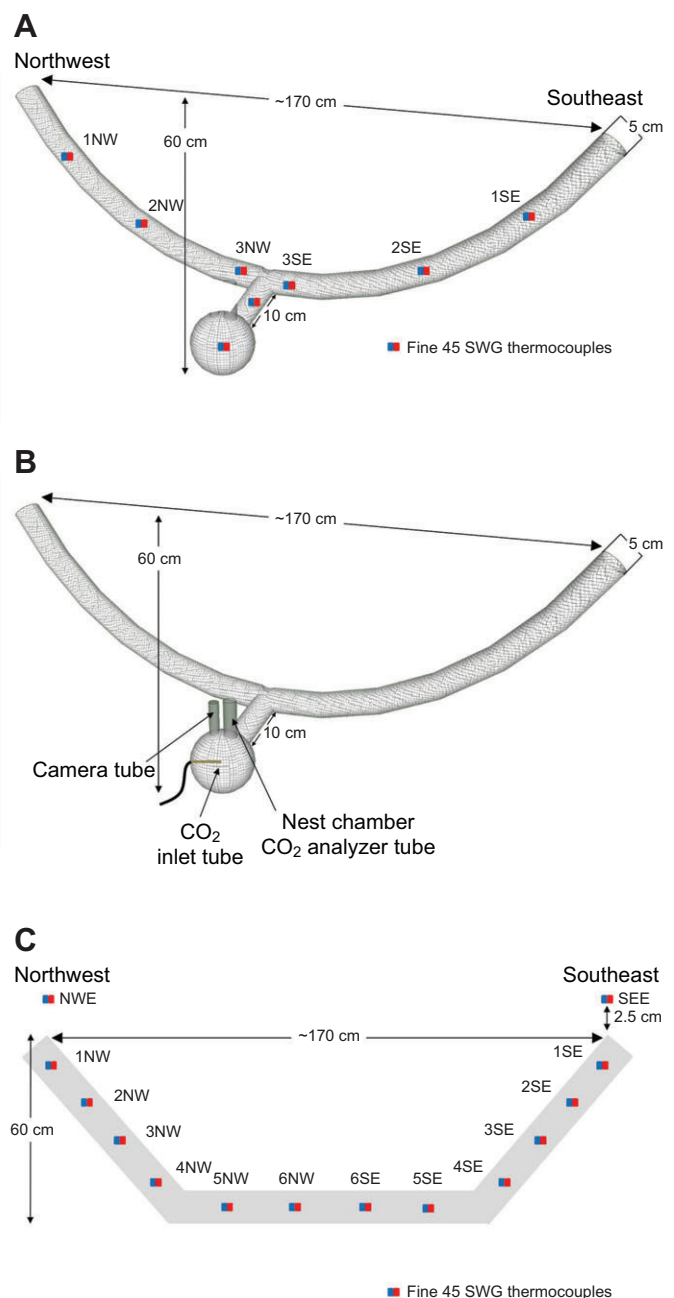 A
Northwest
~170 cm
Southeast
5 cm
60 cm
1NW
1SE
2NW
2SE
3NW
3SE
10 cm
Fine 45 SWG thermocouples
B
~170 cm
5 cm
60 cm
10 cm
Camera tube
CO2
inlet tube
Nest chamber
CO2 analyzer tube
C
Northwest
Southeast
NWE
SEE
2.5 cm
~170 cm
1NW
1SE
2NW
2SE
3NW
3SE
60 cm
4NW
4SE
5NW
6NW
6SE
5SE
Fine 45 SWG thermocouples